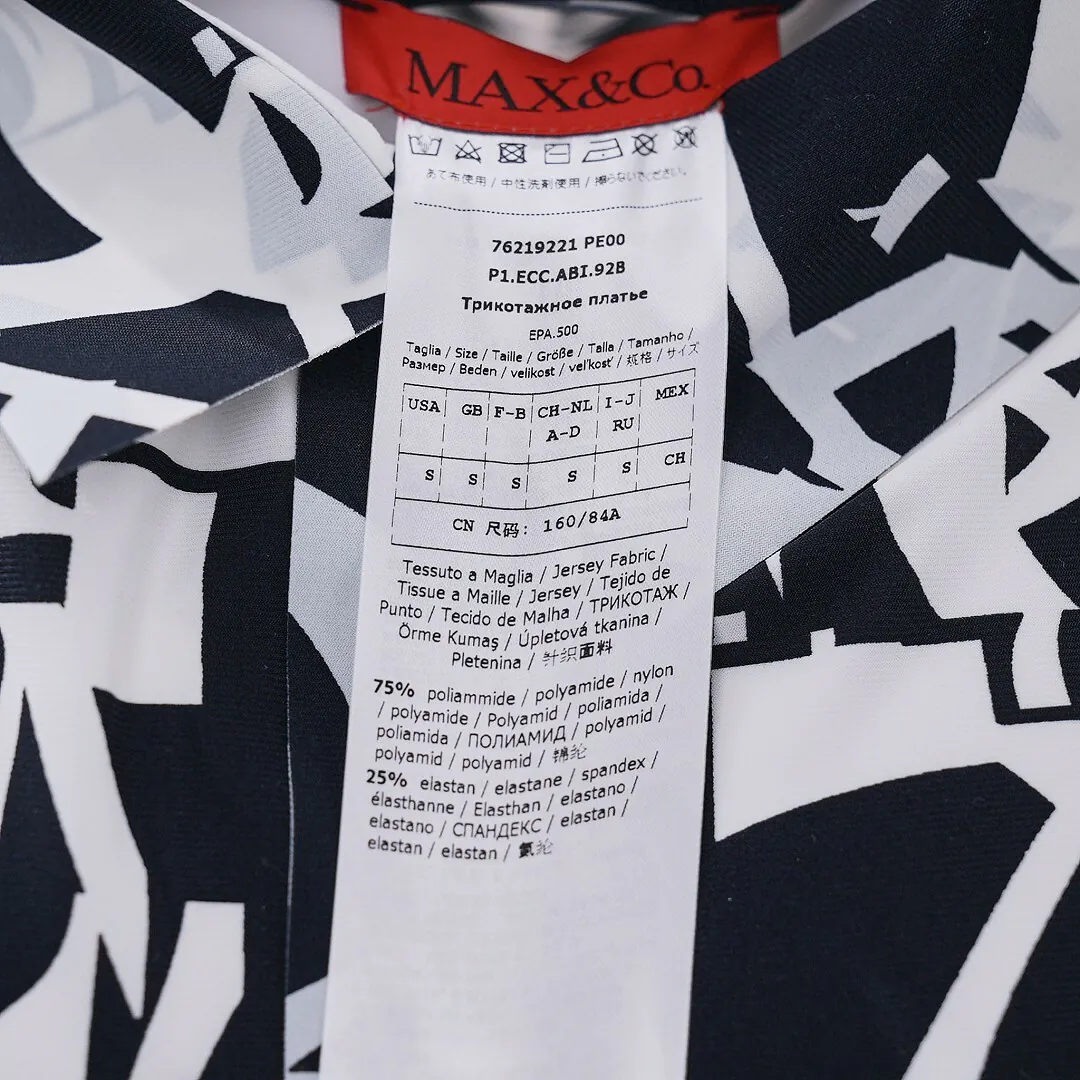 MAX&Co.
あて布使用 / 中性洗剤使用 / 擦らないでください。
76219221 PE00
P1.ECC.ABI.92B
Трикотажное платье
EPA.500
Taglia / Size / Taille / Größe / Talla / Tamanho /
Размер / Beden / velikost / veľkosť / 规格 / サイズ
USA GB F-B CH-NL I-J MEX
A-D RU
S S S S S CH
CN 尺码: 160/84A
Tessuto a Maglia / Jersey Fabric /
Tissue a Maille / Jersey / Tejido de
Punto / Tecido de Malha / ТРИКОТАЖ /
Örme Kumaş / Úpletová tkanina /
Pletenina / 针织面料
75% poliammide / polyamide / nylon
/ polyamide / Polyamid / poliamida /
poliamida / ПОЛИАМИД / polyamid /
polyamid / polyamid / 锦纶
25% elastan / elastane / spandex /
élasthanne / Elasthan / elastano /
elastano / СПАНДЕКС / elastan /
elastan / elastan / 氨纶